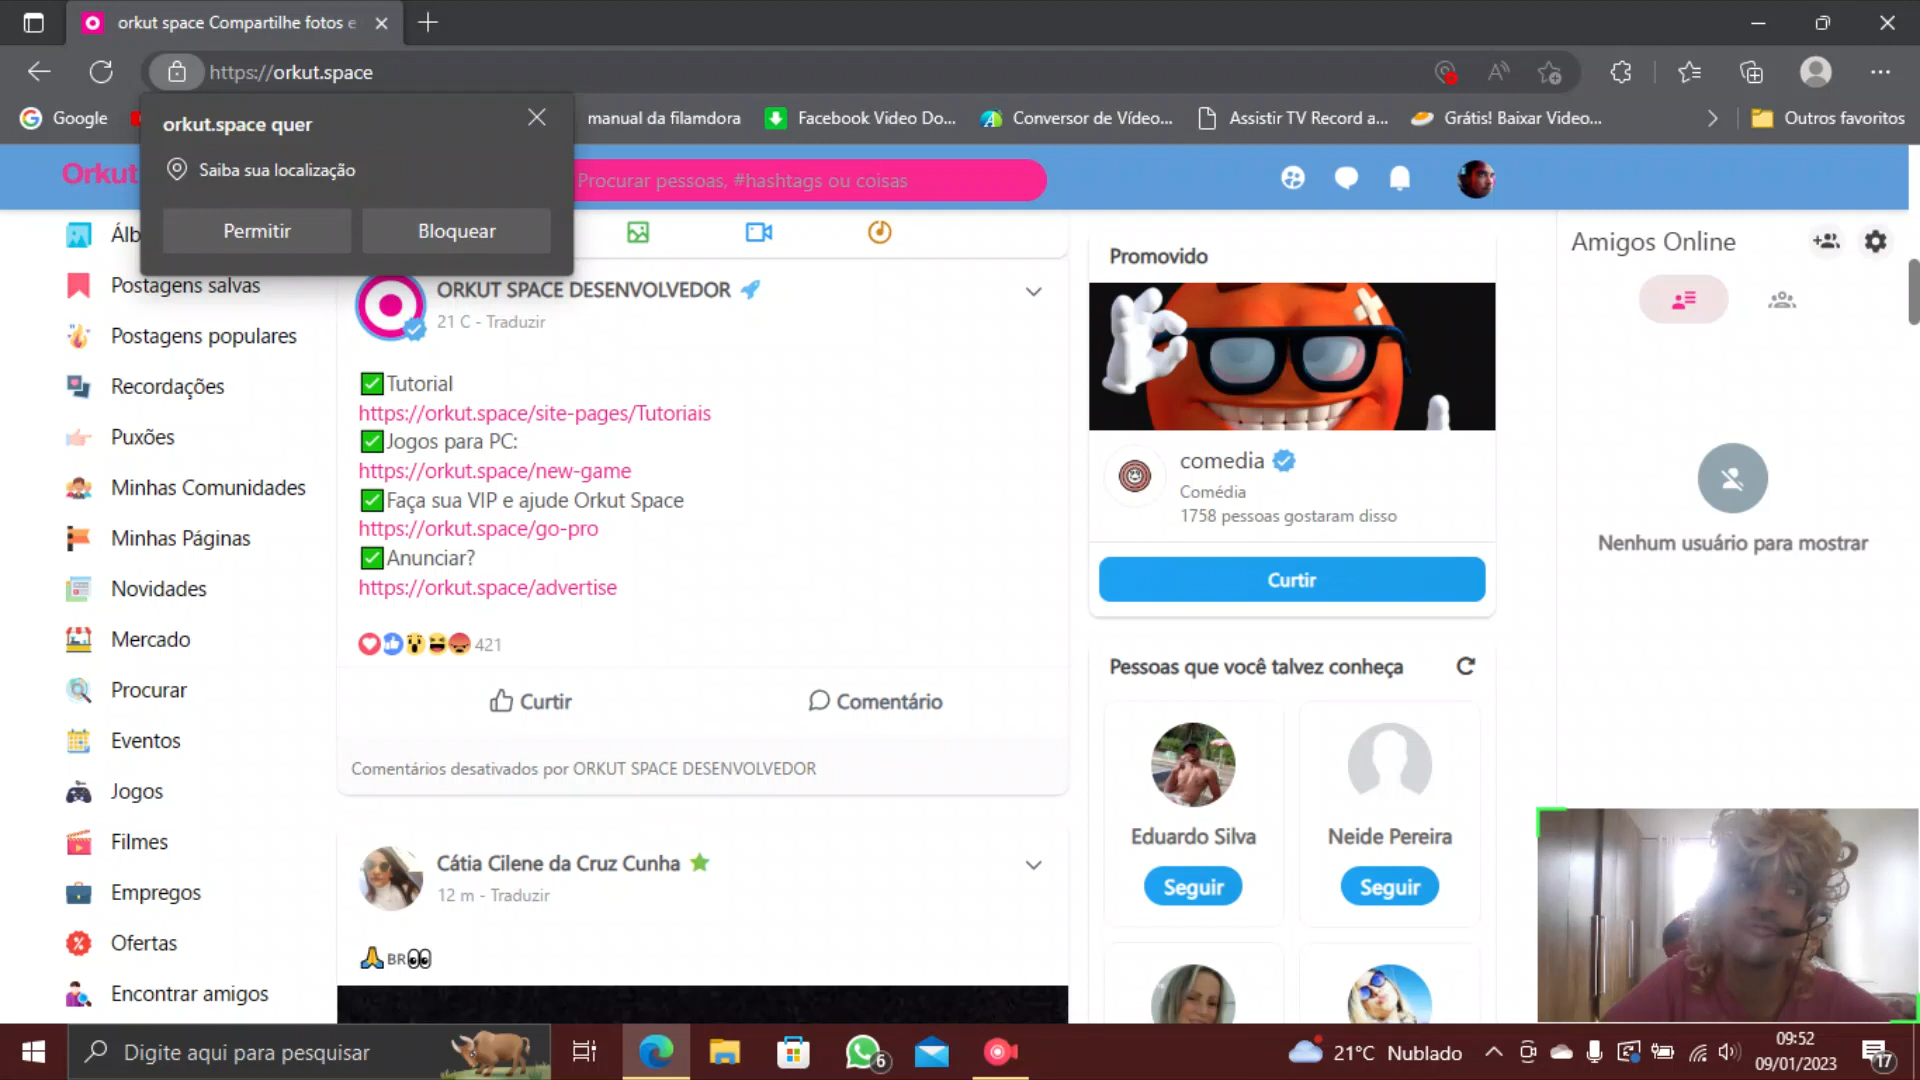 orkut space Compartilhe fotos e
https://orkut.space
Google
manual da filamdora
Facebook Video Do...
Conversor de Vídeo...
Assistir TV Record a...
Grátis! Baixar Video...
Outros favoritos
orkut.space quer
Saiba sua localização
Permitir
Bloquear
Orkut
Procurar pessoas, #hashtags ou coisas
Álb
Postagens salvas
Postagens populares
Recordações
Puxões
Minhas Comunidades
Minhas Páginas
Novidades
Mercado
Procurar
Eventos
Jogos
Filmes
Empregos
Ofertas
Encontrar amigos
ORKUT SPACE DESENVOLVEDOR
21 C - Traduzir
✅Tutorial
https://orkut.space/site-pages/Tutoriais
✅Jogos para PC:
https://orkut.space/new-game
✅Faça sua VIP e ajude Orkut Space
https://orkut.space/go-pro
✅Anunciar?
https://orkut.space/advertise
421
Curtir
Comentário
Comentários desativados por ORKUT SPACE DESENVOLVEDOR
Cátia Cilene da Cruz Cunha
12 m - Traduzir
🙏BR👀
Promovido
comedia
Comédia
1758 pessoas gostaram disso
Curtir
Pessoas que você talvez conheça
Eduardo Silva
Seguir
Neide Pereira
Seguir
Amigos Online
Nenhum usuário para mostrar
Digite aqui para pesquisar
6
21°C Nublado
09:52
09/01/2023
17